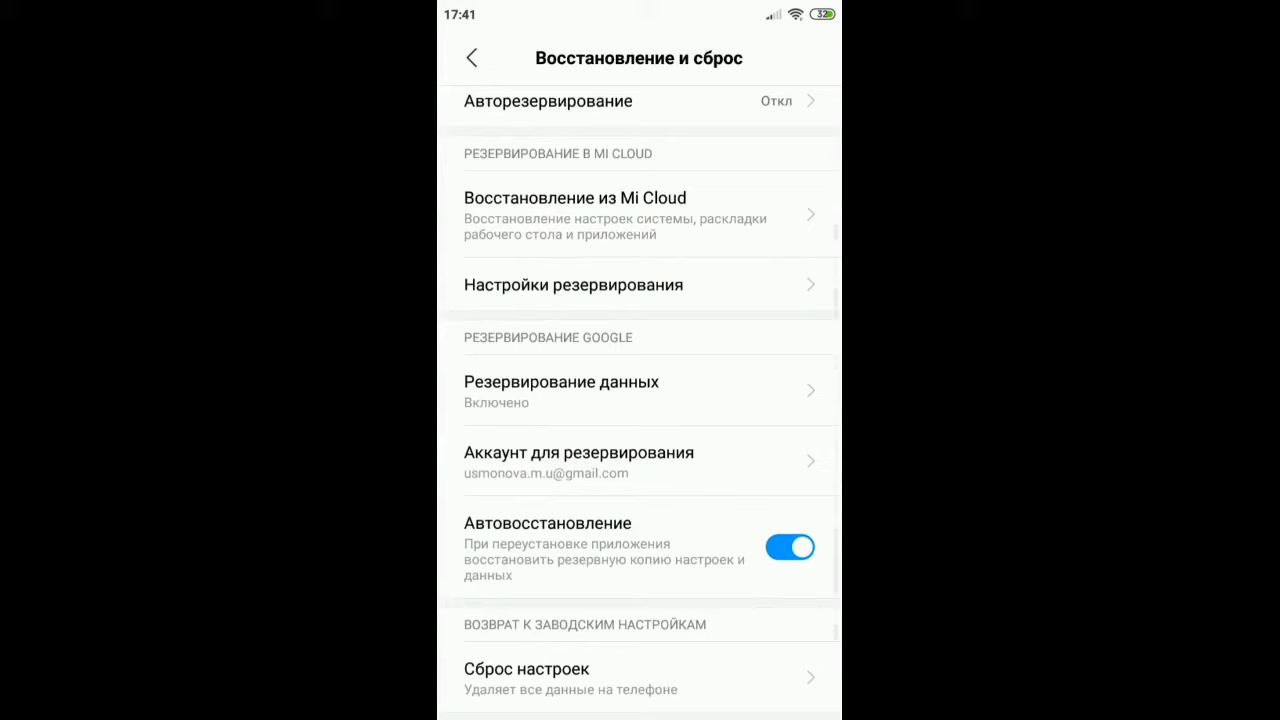 17:41
32
Восстановление и сброс
Авторезервирование
Откл
РЕЗЕРВИРОВАНИЕ В MI CLOUD
Восстановление из Mi Cloud
Восстановление настроек системы, раскладки
рабочего стола и приложений
Настройки резервирования
РЕЗЕРВИРОВАНИЕ GOOGLE
Резервирование данных
Включено
Аккаунт для резервирования
usmonova.m.u@gmail.com
Автовосстановление
При переустановке приложения
восстановить резервную копию настроек и
данных
ВОЗВРАТ К ЗАВОДСКИМ НАСТРОЙКАМ
Сброс настроек
Удаляет все данные на телефоне